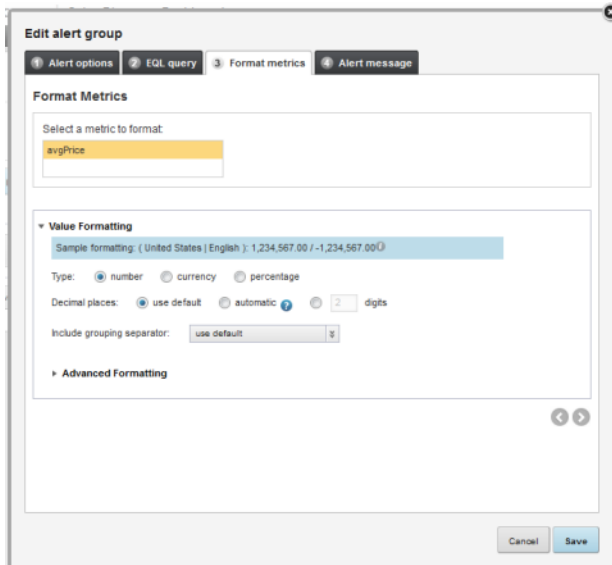 Edit alert group
1 Alert options 2 EQL query 3 Format metrics 4 Alert message
Format Metrics
Select a metric to format:
avgPrice
Value Formatting
Sample formatting: ( United States | English ): 1,234,567.00 / -1,234,567.00
Type: number currency percentage
Decimal places: use default automatic ? 2 digits
Include grouping separator: use default
Advanced Formatting
Cancel Save